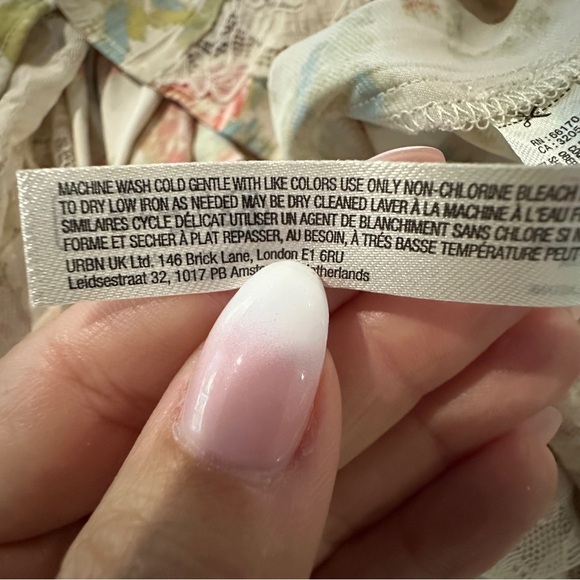 MACHINE WASH COLD GENTLE WITH LIKE COLORS USE ONLY NON-CHLORINE BLEACH
TO DRY LOW IRON AS NEEDED MAY BE DRY CLEANED LAVER À LA MACHINE À L'EAU F
SIMILAIRES CYCLE DÉLICAT UTILISER UN AGENT DE BLANCHIMENT SANS CHLORE SI N
FORME ET SECHER À PLAT REPASSER, AU BESOIN, À TRÉS BASSE TEMPÉRATURE PEUT
URBN UK Ltd. 146 Brick Lane, London E1 6RU
Leidsestraat 32, 1017 PB
RN: 66170